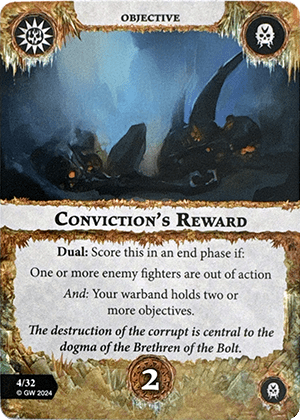 OBJECTIVE
CONVICTION'S REWARD
Dual: Score this in an end phase if:
One or more enemy fighters are out of action
And: Your warband holds two or
more objectives.
The destruction of the corrupt is central to the
dogma of the Brethren of the Bolt.
4/32
© GW 2024
2